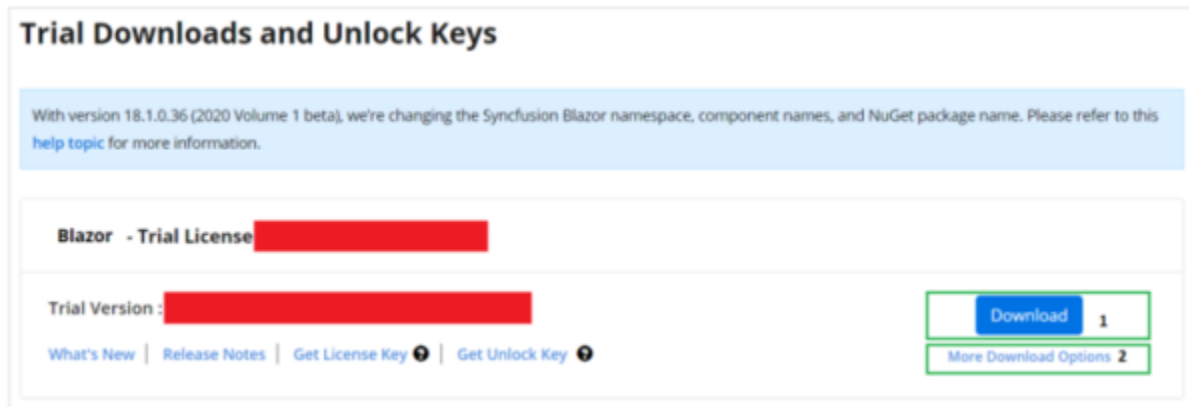 Trial Downloads and Unlock Keys
With version 18.1.0.36 (2020 Volume 1 beta), we're changing the Syncfusion Blazor namespace, component names, and NuGet package name. Please refer to this
help topic for more information.
Blazor - Trial License
Trial Version :
Download 1
What's New | Release Notes | Get License Key ? | Get Unlock Key ?
More Download Options 2